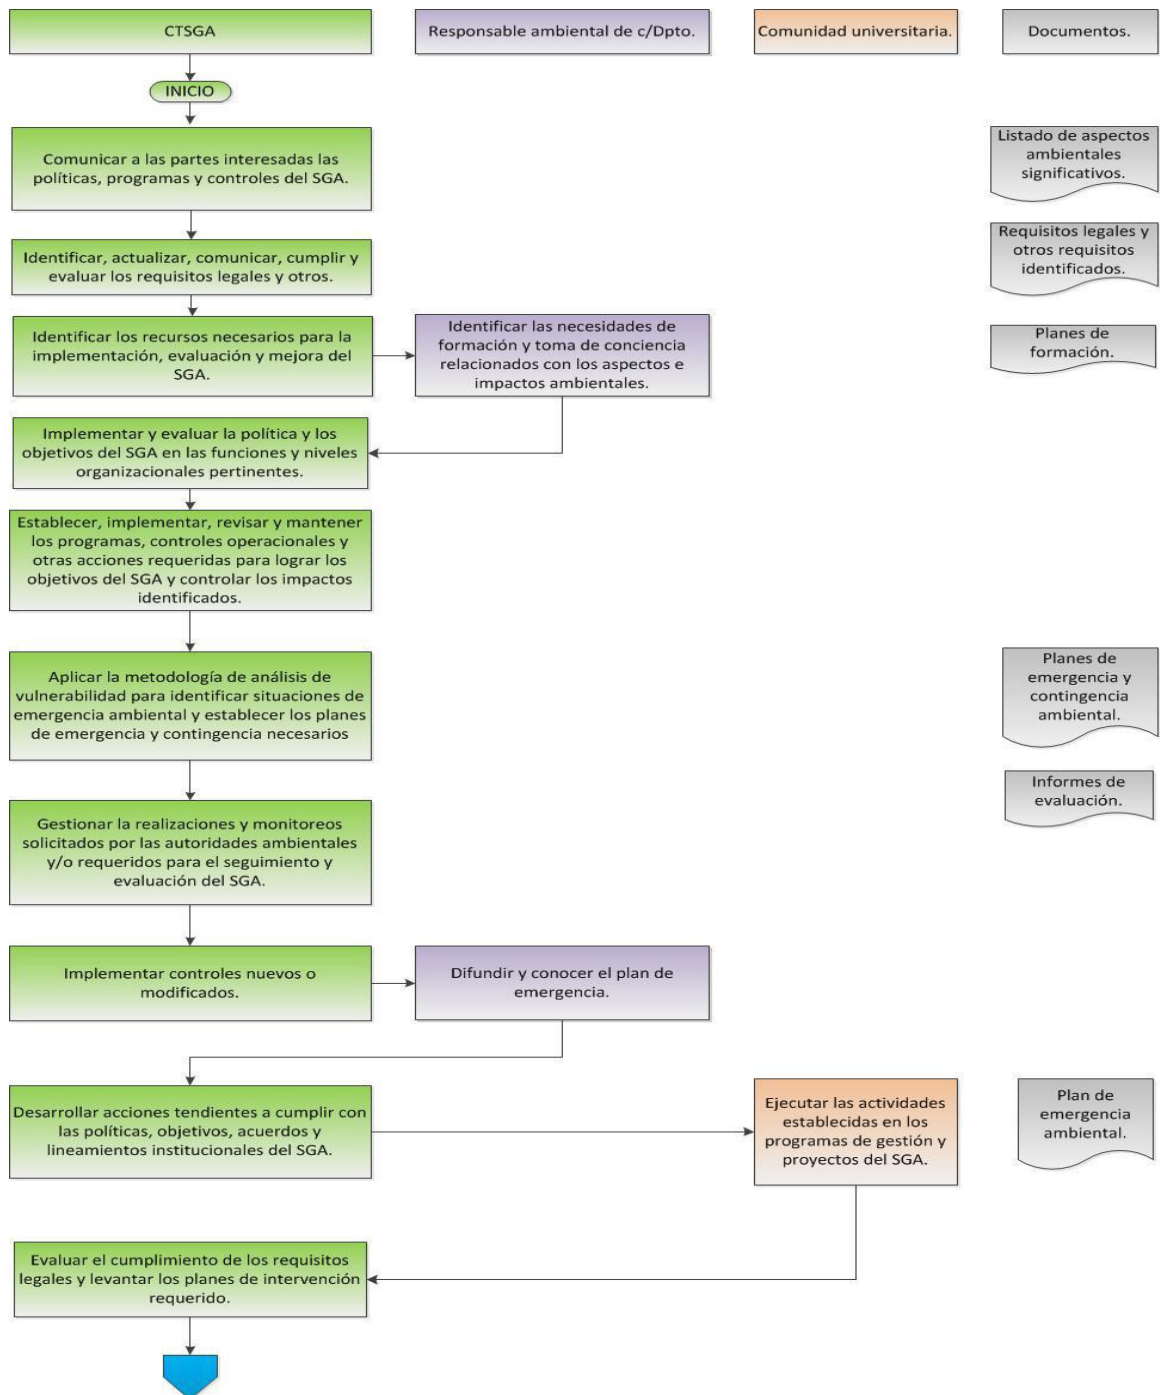 CTSGA
Responsable ambiental de c/Dpto.
Comunidad universitaria.
Documentos.
INICIO
Comunicar a las partes interesadas las
políticas, programas y controles del SGA.
Listado de aspectos
ambientales
significativos.
Identificar, actualizar, comunicar, cumplir y
evaluar los requisitos legales y otros.
Requisitos legales y
otros requisitos
identificados.
Identificar los recursos necesarios para la
implementación, evaluación y mejora del
SGA.
Identificar las necesidades de
formación y toma de conciencia
relacionados con los aspectos e
impactos ambientales.
Planes de
formación.
Implementar y evaluar la política y los
objetivos del SGA en las funciones y niveles
organizacionales pertinentes.
Establecer, implementar, revisar y mantener
los programas, controles operacionales y
otras acciones requeridas para lograr los
objetivos del SGA y controlar los impactos
identificados.
Aplicar la metodología de análisis de
vulnerabilidad para identificar situaciones de
emergencia ambiental y establecer los planes
de emergencia y contingencia necesarios
Planes de
emergencia y
contingencia
ambiental.
Informes de
evaluación.
Gestionar la realizaciones y monitoreos
solicitados por las autoridades ambientales
y/o requeridos para el seguimiento y
evaluación del SGA.
Implementar controles nuevos o
modificados.
Difundir y conocer el plan de
emergencia.
Desarrollar acciones tendientes a cumplir con
las políticas, objetivos, acuerdos y
lineamientos institucionales del SGA.
Ejecutar las actividades
establecidas en los
programas de gestión y
proyectos del SGA.
Plan de
emergencia
ambiental.
Evaluar el cumplimiento de los requisitos
legales y levantar los planes de intervención
requerido.